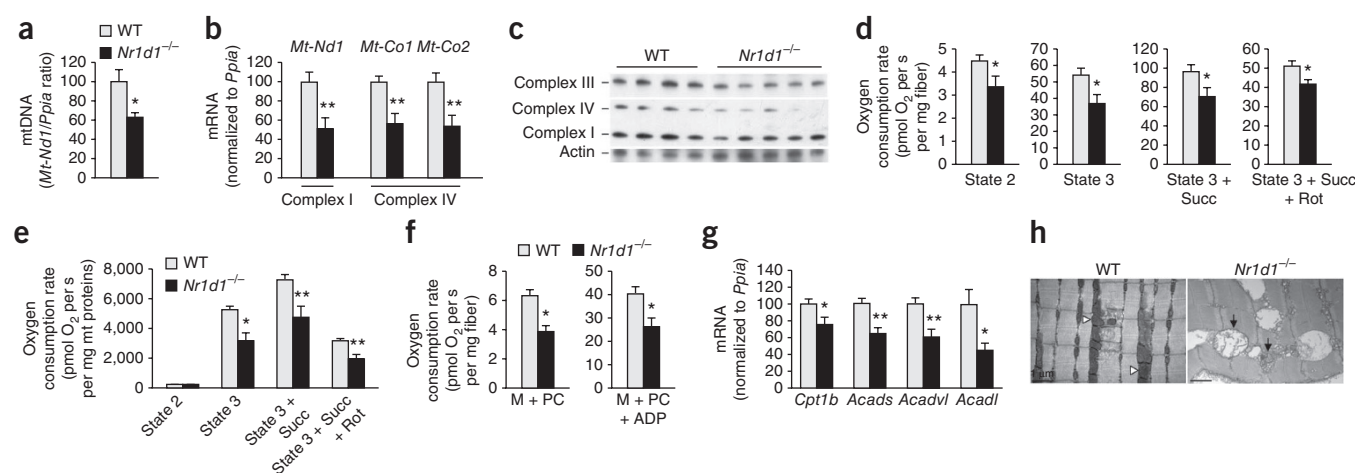 a
WT
Nr1d1–/–
mtDNA
(Mt-Nd1/Ppia ratio)
120
100
80
60
40
20
0
*
b
Mt-Nd1 Mt-Co1 Mt-Co2
mRNA
(normalized to Ppia)
120
100
80
60
40
20
0
** ** **
Complex I Complex IV
c
WT Nr1d1–/–
Complex III
Complex IV
Complex I
Actin
d
Oxygen
consumption rate
(pmol O2 per s
per mg fiber)
5
4
3
2
1
0
*
State 2
60
50
40
30
20
10
0
*
State 3
120
100
80
60
40
20
0
*
State 3 +
Succ
60
50
40
30
20
10
0
*
State 3 + Succ
+ Rot
e
WT
Nr1d1–/–
Oxygen
consumption rate
(pmol O2 per s
per mg mt proteins)
8,000
6,000
4,000
2,000
0
* ** **
State 2
State 3
State 3 +
Succ
State 3 + Succ
+ Rot
f
WT Nr1d1–/–
Oxygen
consumption rate
(pmol O2 per s
per mg fiber)
8
6
4
2
0
*
M + PC
50
40
30
20
10
0
*
M + PC
+ ADP
g
mRNA
(normalized to Ppia)
140
120
100
80
60
40
20
0
* ** ** *
Cpt1b Acads Acadvl Acadl
h
WT Nr1d1–/–
1 µm